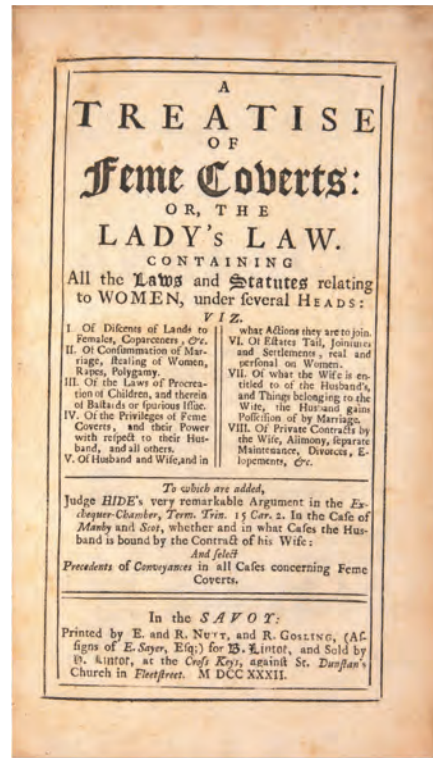 A
TREATISE
OF
Feme Coverts:
OR, THE
LADY's LAW.
CONTAINING
All the Laws and Statutes relating
to WOMEN, under ſeveral HEADS:
VIZ.
I. Of Diſcents of Lands to
Females, Coparceners, &c.
II. Of Conſummation of Mar-
riage, ſtealing of Women,
Rapes, Polygamy.
III. Of the Laws of Procrea-
tion of Children, and therein
of Baſtards or ſpurious Iſſue.
IV. Of the Privileges of Feme
Coverts, and their Power
with reſpect to their Huſ-
band, and all others.
V. Of Husband and Wife, and in
what Actions they are to join.
VI. Of Eſtates Tail, Jointures
and Settlements, real and
perſonal on Women.
VII. Of what the Wife is en-
titled to of the Husband's,
and Things belonging to the
Wife, the Husband gains
Poſſeſſion of by Marriage.
VIII. Of Private Contracts by
the Wife, Alimony, ſeparate
Maintenance, Divorces, E-
lopements, &c.
To which are added,
Judge HIDE's very remarkable Argument in the Ex-
chequer-Chamber, Term. Trin. 15 Car. 2. In the Caſe of
Manby and Scot, whether and in what Caſes the Huſ-
band is bound by the Contract of his Wife:
And ſelect
Precedents of Conveyances in all Caſes concerning Feme
Coverts.
In the SAVOY:
Printed by E. and R. NUTT, and R. GOSLING, (Aſ-
ſigns of E. Sayer, Eſq;) for B. Lintot, and Sold by
H. Lintot, at the Croſs Keys, againſt St. Dunſtan's
Church in Fleetſtreet. M DCC XXXII.